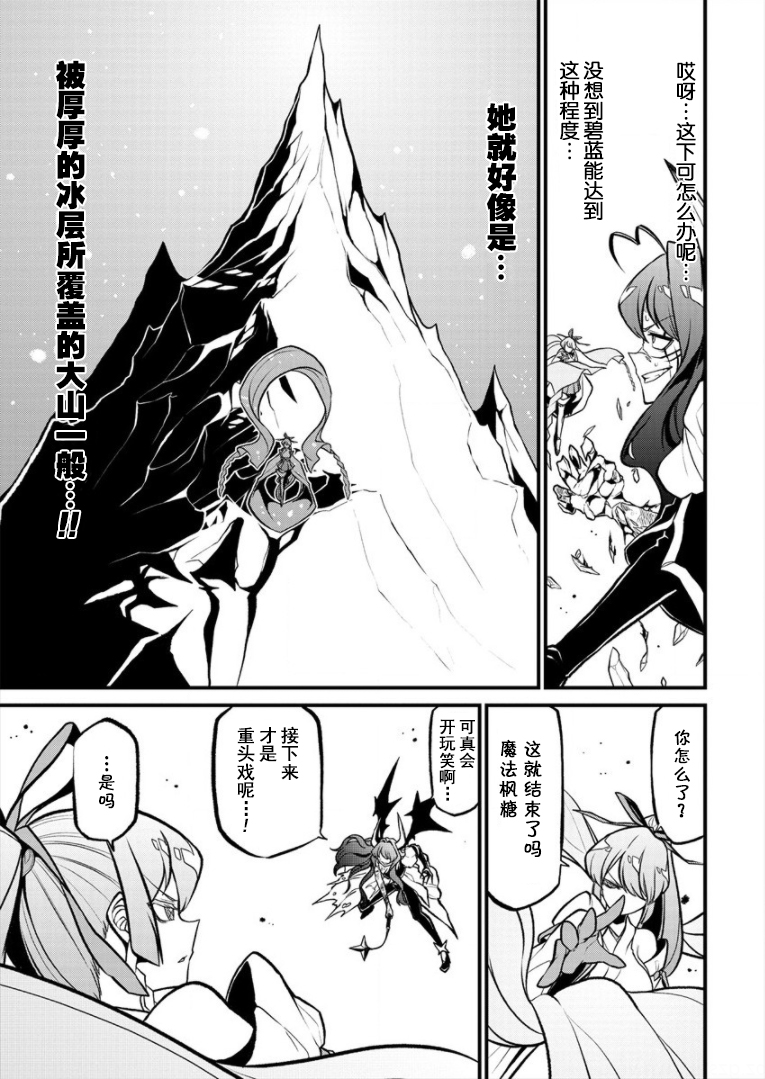 哎呀…这下可怎么办呢…
没想到碧蓝能达到
这种程度…
她就好像是…
被厚厚的冰层所覆盖的大山一般…!!
你怎么了？
这就结束了吗
魔法枫糖
可真会
开玩笑啊…
接下来
才是
重头戏呢…!
…是吗